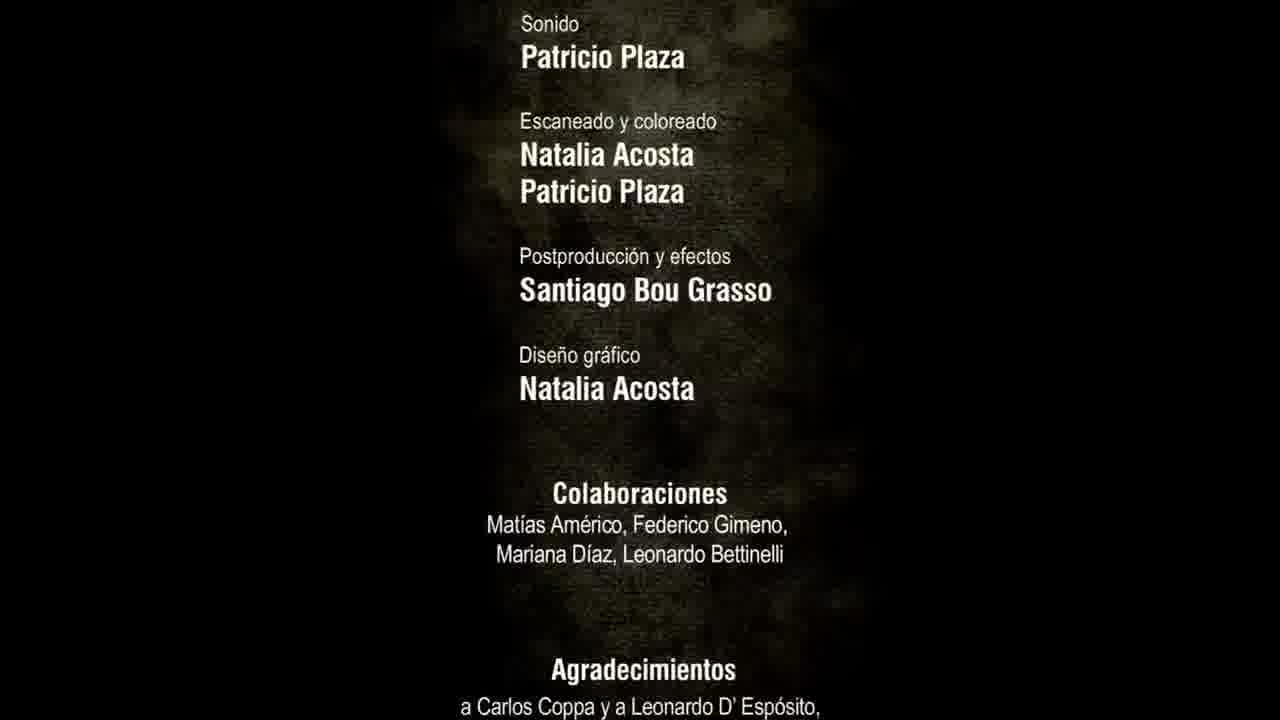 Sonido
Patricio Plaza
Escaneado y coloreado
Natalia Acosta
Patricio Plaza
Postproducción y efectos
Santiago Bou Grasso
Diseño gráfico
Natalia Acosta
Colaboraciones
Matías Américo, Federico Gimeno,
Mariana Díaz, Leonardo Bettinelli
Agradecimientos
a Carlos Coppa y a Leonardo D' Espósito,